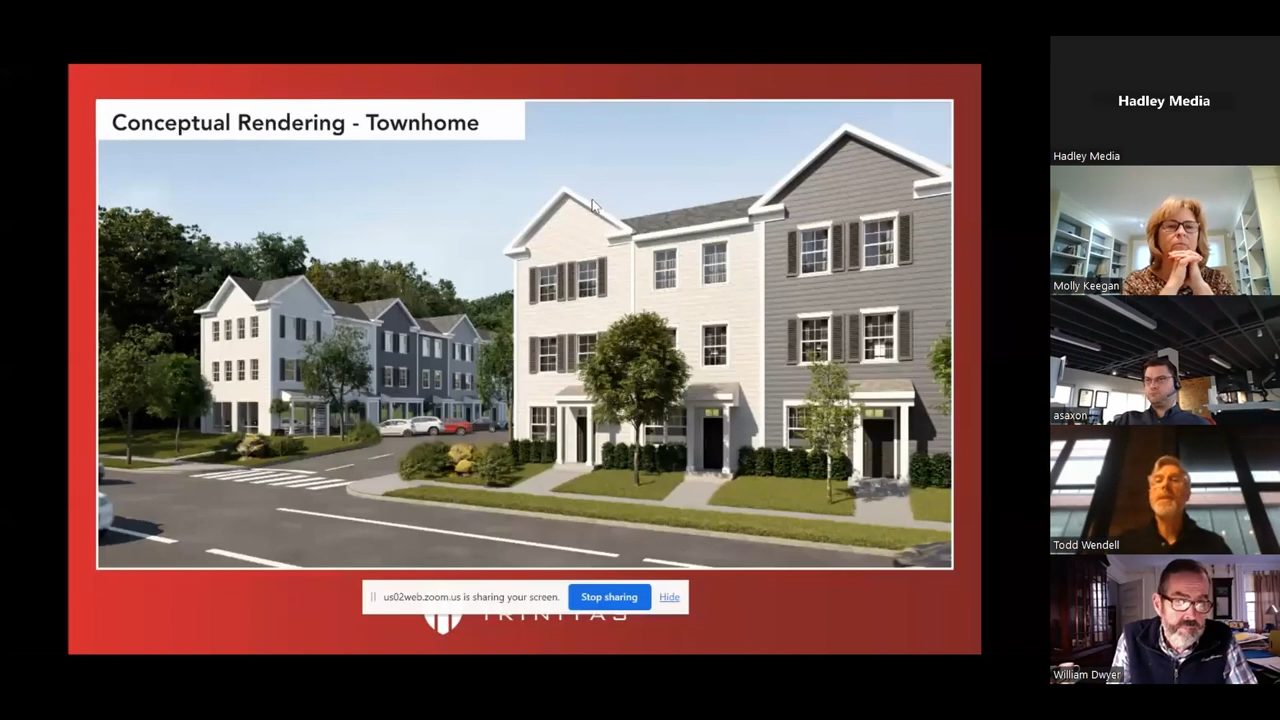 Conceptual Rendering - Townhome
us02web.zoom.us is sharing your screen.
Stop sharing
Hide
TRINITAS
Hadley Media
Hadley Media
Molly Keegan
asaxon
Todd Wendell
William Dwyer